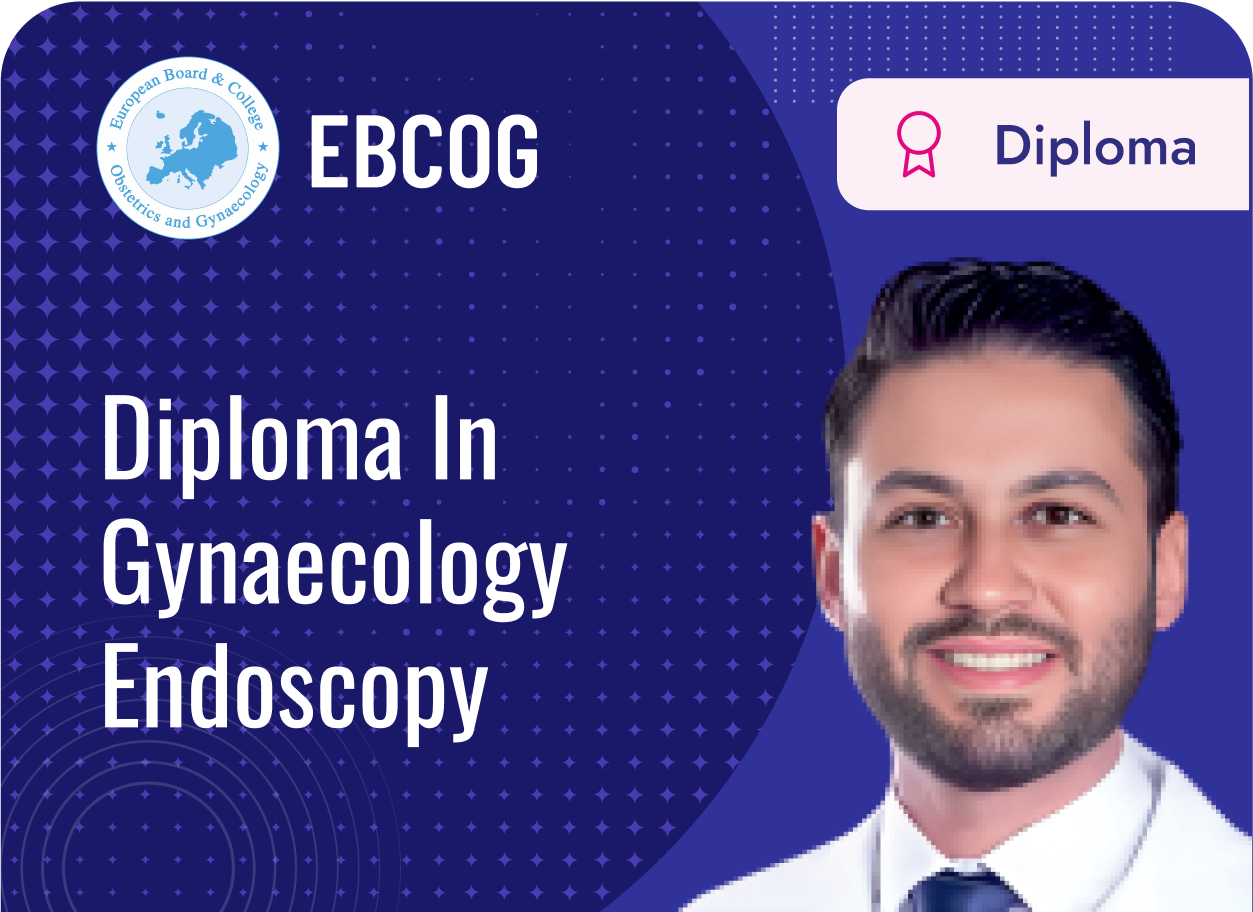 European Board & College
Obstetrics and Gynaecology
EBCOG
Diploma
Diploma In
Gynaecology
Endoscopy